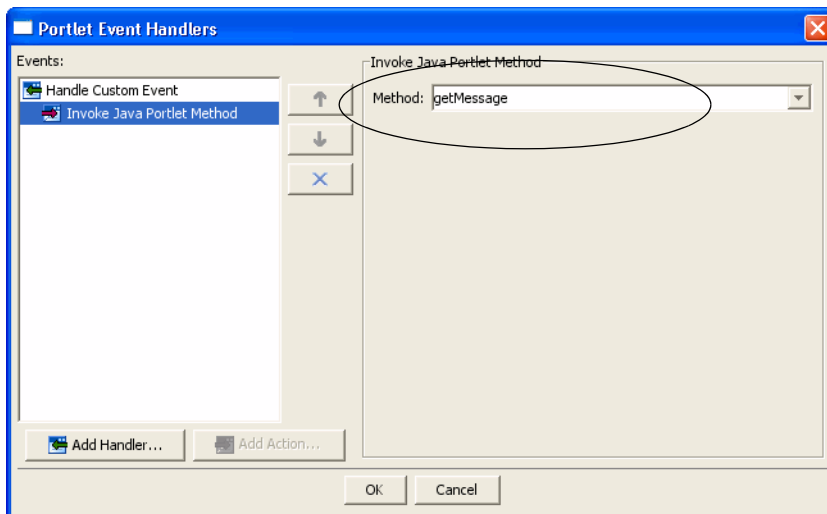 Portlet Event Handlers
Events:
Handle Custom Event
Invoke Java Portlet Method
Invoke Java Portlet Method
Method: getMessage
Add Handler...
Add Action...
OK
Cancel